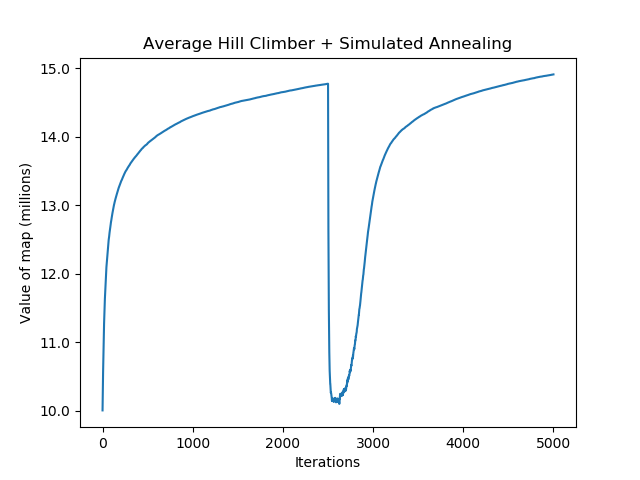 Average Hill Climber + Simulated Annealing
Value of map (millions)
15.0
14.0
13.0
12.0
11.0
10.0
0 1000 2000 3000 4000 5000
Iterations